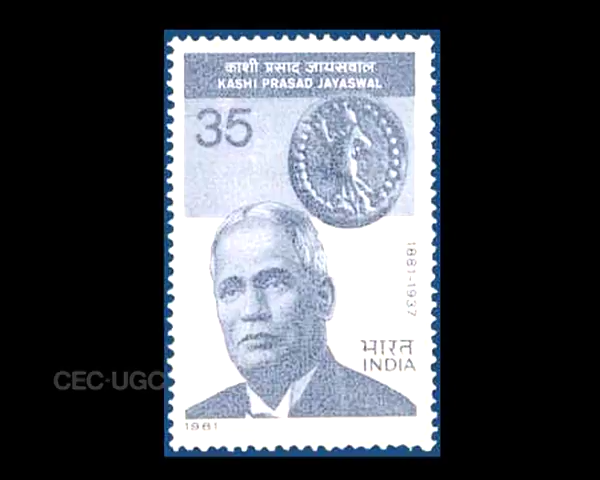 काशी प्रसाद जायसवाल
KASHI PRASAD JAYASWAL
35
1881-1937
भारत
INDIA
CEC-UGC
1981